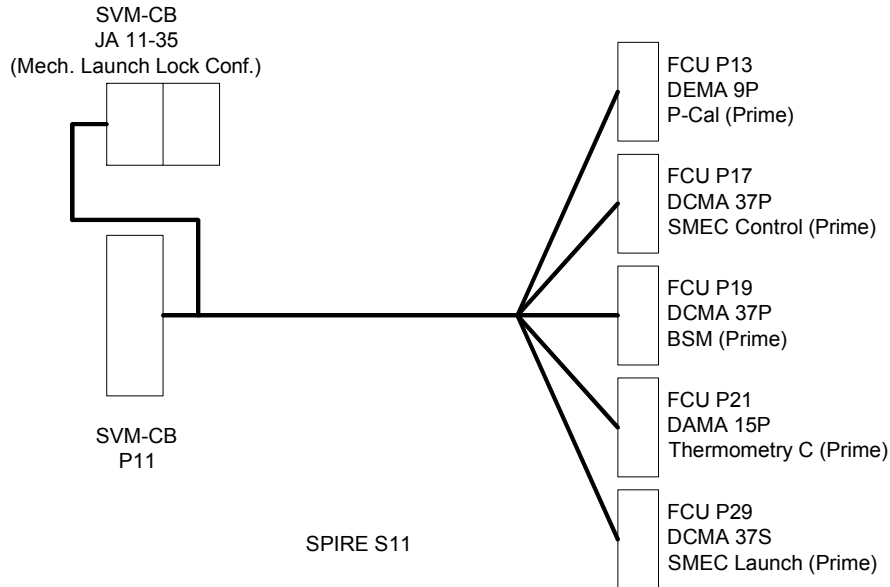 SVM-CB
JA 11-35
(Mech. Launch Lock Conf.)
FCU P13
DEMA 9P
P-Cal (Prime)
FCU P17
DCMA 37P
SMEC Control (Prime)
FCU P19
DCMA 37P
BSM (Prime)
FCU P21
DAMA 15P
Thermometry C (Prime)
FCU P29
DCMA 37S
SMEC Launch (Prime)
SVM-CB
P11
SPIRE S11